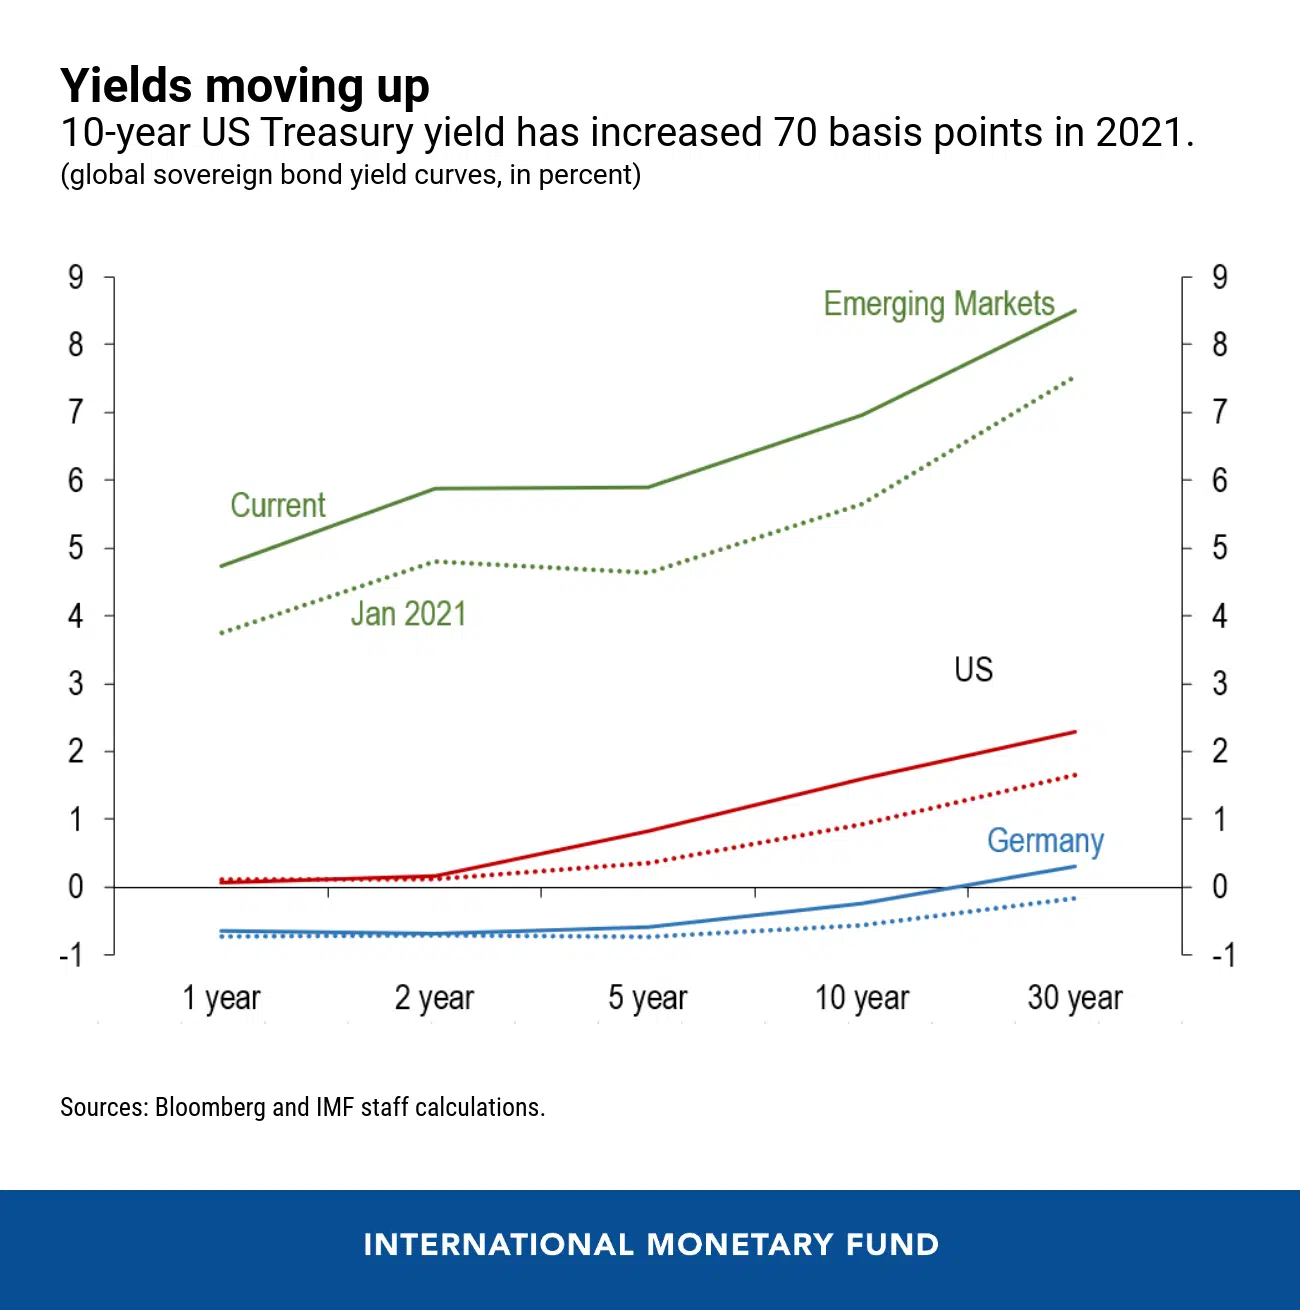 Yields moving up
10-year US Treasury yield has increased 70 basis points in 2021.
(global sovereign bond yield curves, in percent)
9
9
Emerging Markets
8
8
7
7
6
6
Current
5
5
4
Jan 2021
4
US
3
3
2
2
1
1
Germany
0
0
-1
-1
1 year
2 year
5 year
10 year
30 year
Sources: Bloomberg and IMF staff calculations.
INTERNATIONAL MONETARY FUND